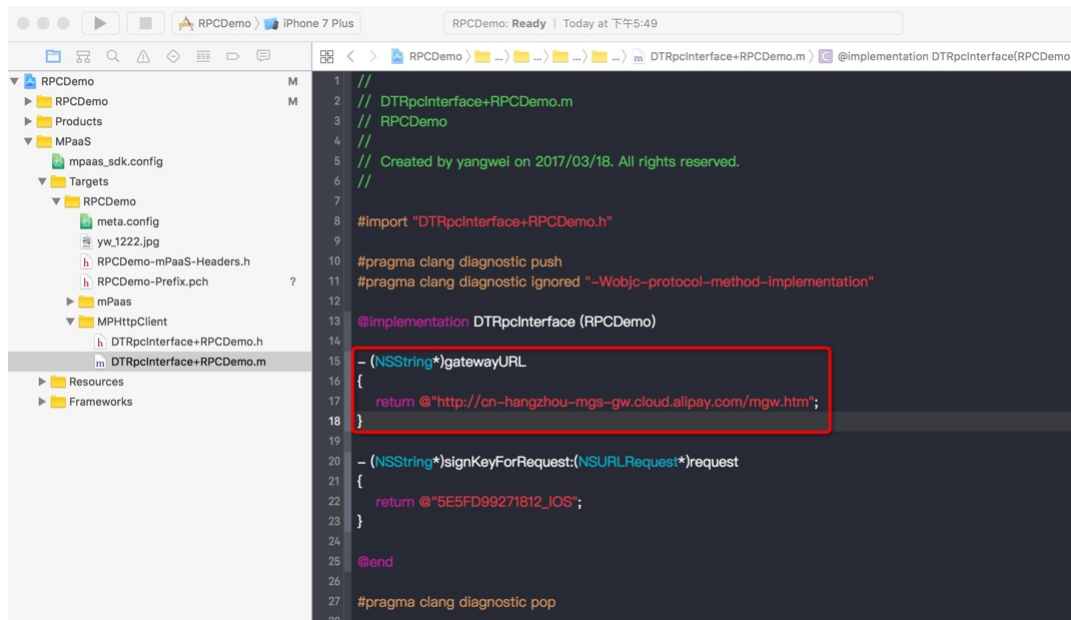 RPCDemo 〉 iPhone 7 Plus
RPCDemo: Ready | Today at 下午5:49
RPCDemo 〉 ...〉 ...〉 ...〉 ...〉 DTRpcInterface+RPCDemo.m 〉 @implementation DTRpcInterface(RPCDemo
RPCDemo M
RPCDemo M
Products
MPaaS
mpaas_sdk.config
Targets
RPCDemo
meta.config
yw_1222.jpg
RPCDemo-mPaaS-Headers.h
RPCDemo-Prefix.pch ?
mPaas
MPHttpClient
DTRpcInterface+RPCDemo.h
DTRpcInterface+RPCDemo.m
Resources
Frameworks
1 //
2 // DTRpcInterface+RPCDemo.m
3 // RPCDemo
4 //
5 // Created by yangwei on 2017/03/18. All rights reserved.
6 //
7
8 #import "DTRpcInterface+RPCDemo.h"
9
10 #pragma clang diagnostic push
11 #pragma clang diagnostic ignored "-Wobjc-protocol-method-implementation"
12
13 @implementation DTRpcInterface (RPCDemo)
14
15 - (NSString*)gatewayURL
16 {
17 return @"http://cn-hangzhou-mgs-gw.cloud.alipay.com/mgw.htm";
18 }
19
20 - (NSString*)signKeyForRequest:(NSURLRequest*)request
21 {
22 return @"5E5FD99271812_IOS";
23 }
24
25 @end
26
27 #pragma clang diagnostic pop